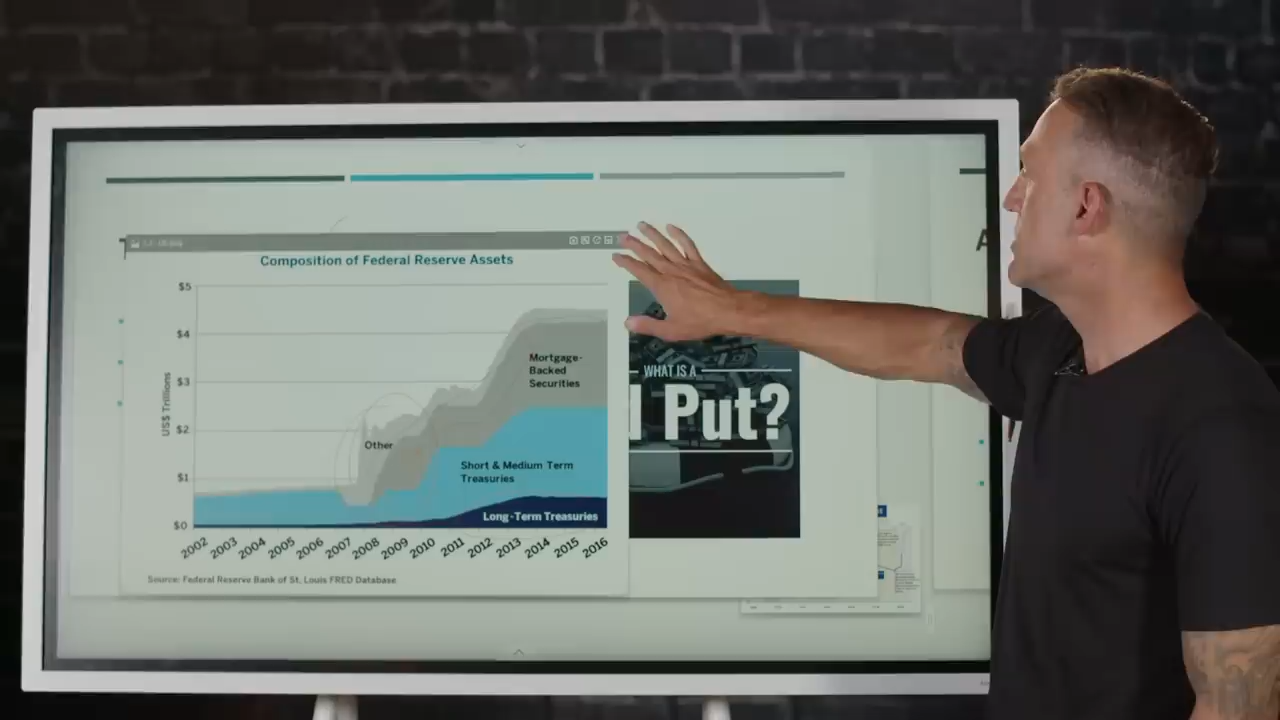 Composition of Federal Reserve Assets
$5
$4
$3
$2
$1
$0
US$ Trillions
Mortgage-
Backed
Securities
Other
Short & Medium Term
Treasuries
Long-Term Treasuries
2002 2003 2004 2005 2006 2007 2008 2009 2010 2011 2012 2013 2014 2015 2016
Source: Federal Reserve Bank of St. Louis FRED Database
WHAT IS A
Put?
A